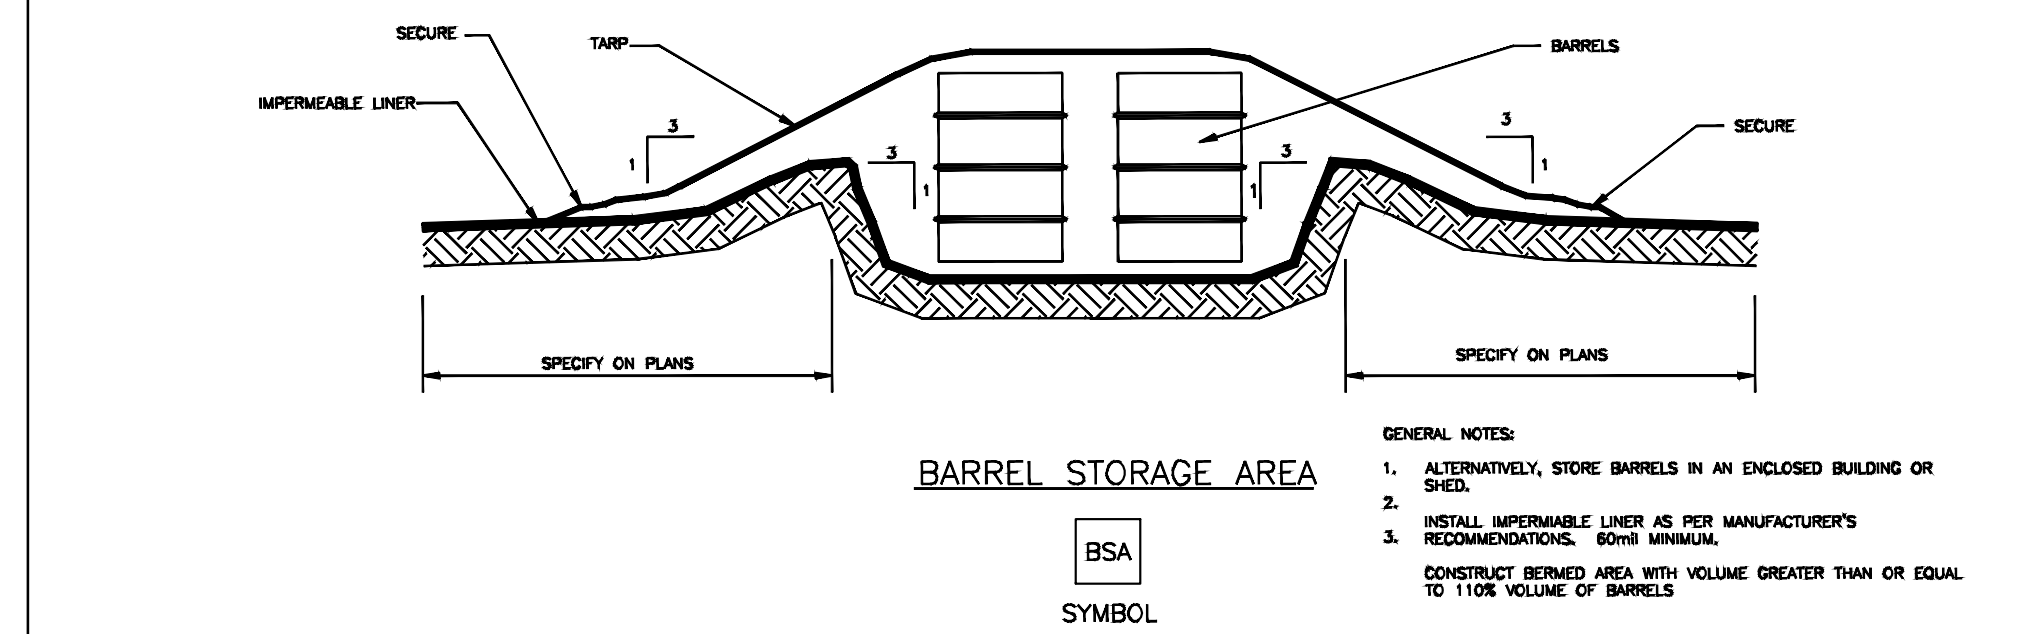 SECURE
TARP
BARRELS
IMPERMEABLE LINER
3
1
3
1
3
1
3
1
SECURE
SPECIFY ON PLANS
SPECIFY ON PLANS
GENERAL NOTES:
1. ALTERNATIVELY, STORE BARRELS IN AN ENCLOSED BUILDING OR
SHED.
2.
INSTALL IMPERMIABLE LINER AS PER MANUFACTURER'S
3. RECOMMENDATIONS. 60mil MINIMUM.
CONSTRUCT BERMED AREA WITH VOLUME GREATER THAN OR EQUAL
TO 110% VOLUME OF BARRELS
BARREL STORAGE AREA
BSA
SYMBOL